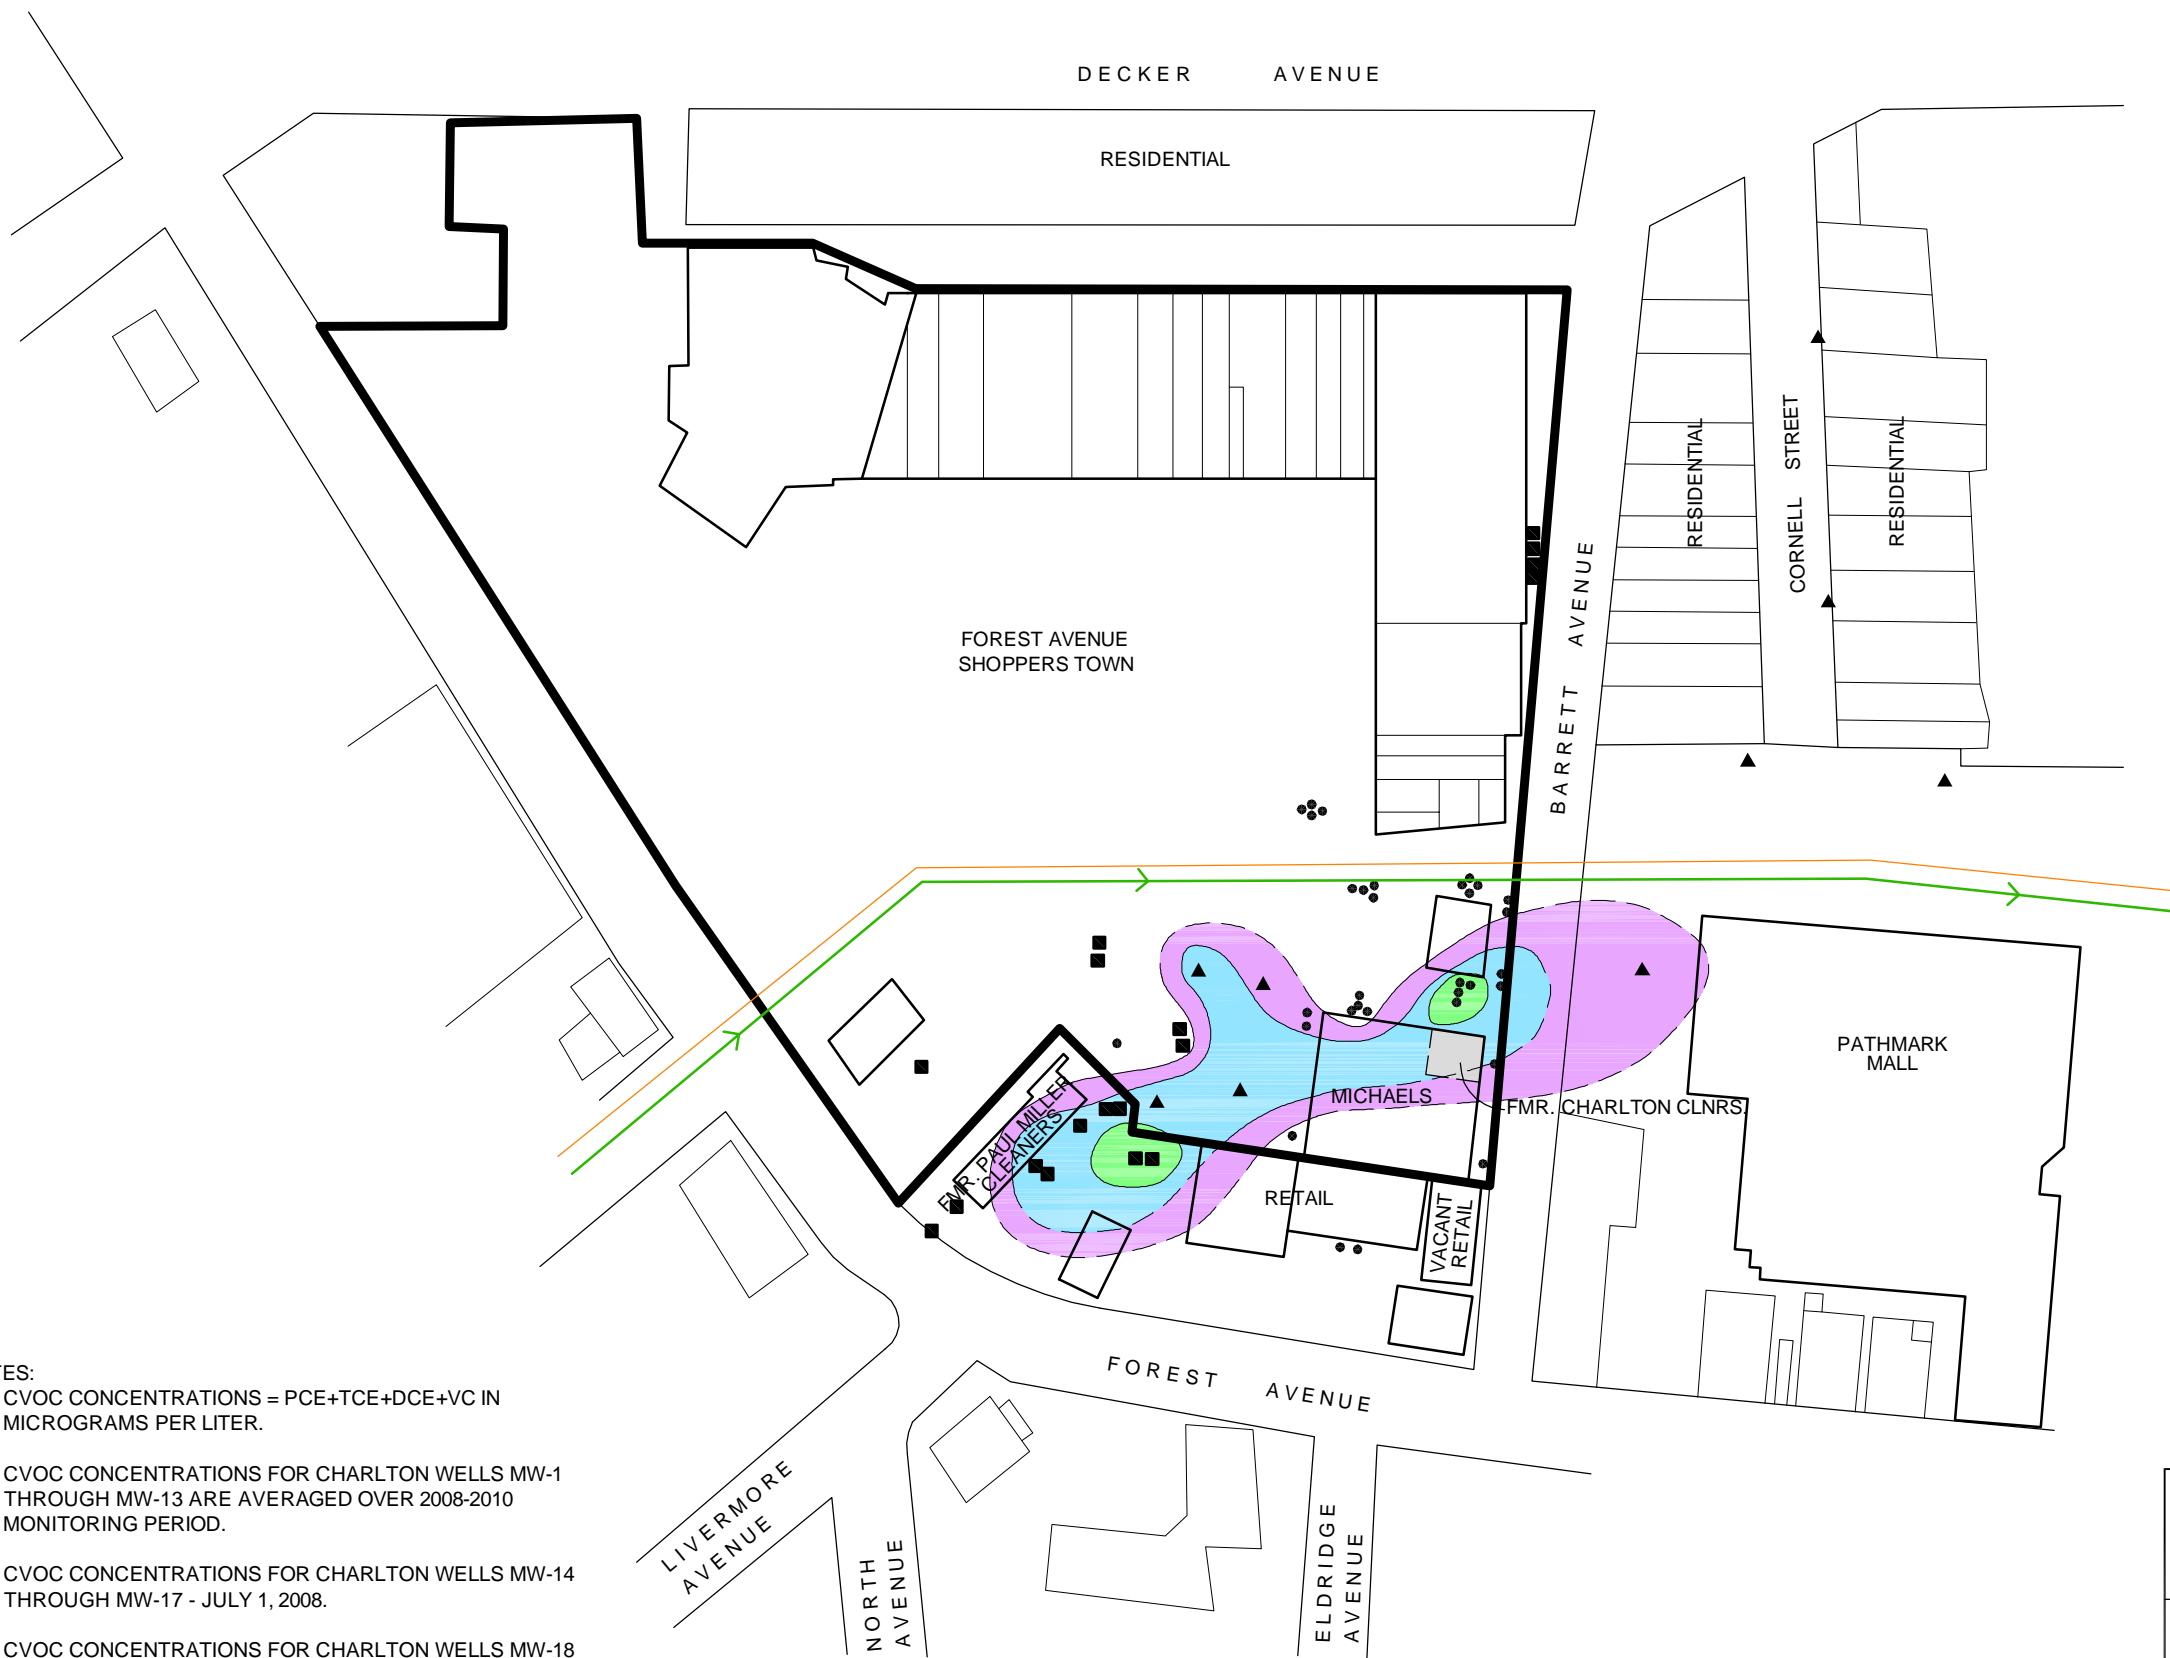 DECKER AVENUE
RESIDENTIAL
RESIDENTIAL
CORNELL STREET
RESIDENTIAL
BARRETT AVENUE
FOREST AVENUE
SHOPPERS TOWN
PATHMARK
MALL
MICHAELS
FMR. CHARLTON CLNRS.
FMR. PAUL MILLER
CLEANERS
RETAIL
VACANT
RETAIL
FOREST AVENUE
LIVERMORE
AVENUE
NORTH
AVENUE
ELDRIDGE
AVENUE
TES:
CVOC CONCENTRATIONS = PCE+TCE+DCE+VC IN
MICROGRAMS PER LITER.
CVOC CONCENTRATIONS FOR CHARLTON WELLS MW-1
THROUGH MW-13 ARE AVERAGED OVER 2008-2010
MONITORING PERIOD.
CVOC CONCENTRATIONS FOR CHARLTON WELLS MW-14
THROUGH MW-17 - JULY 1, 2008.
CVOC CONCENTRATIONS FOR CHARLTON WELLS MW-18